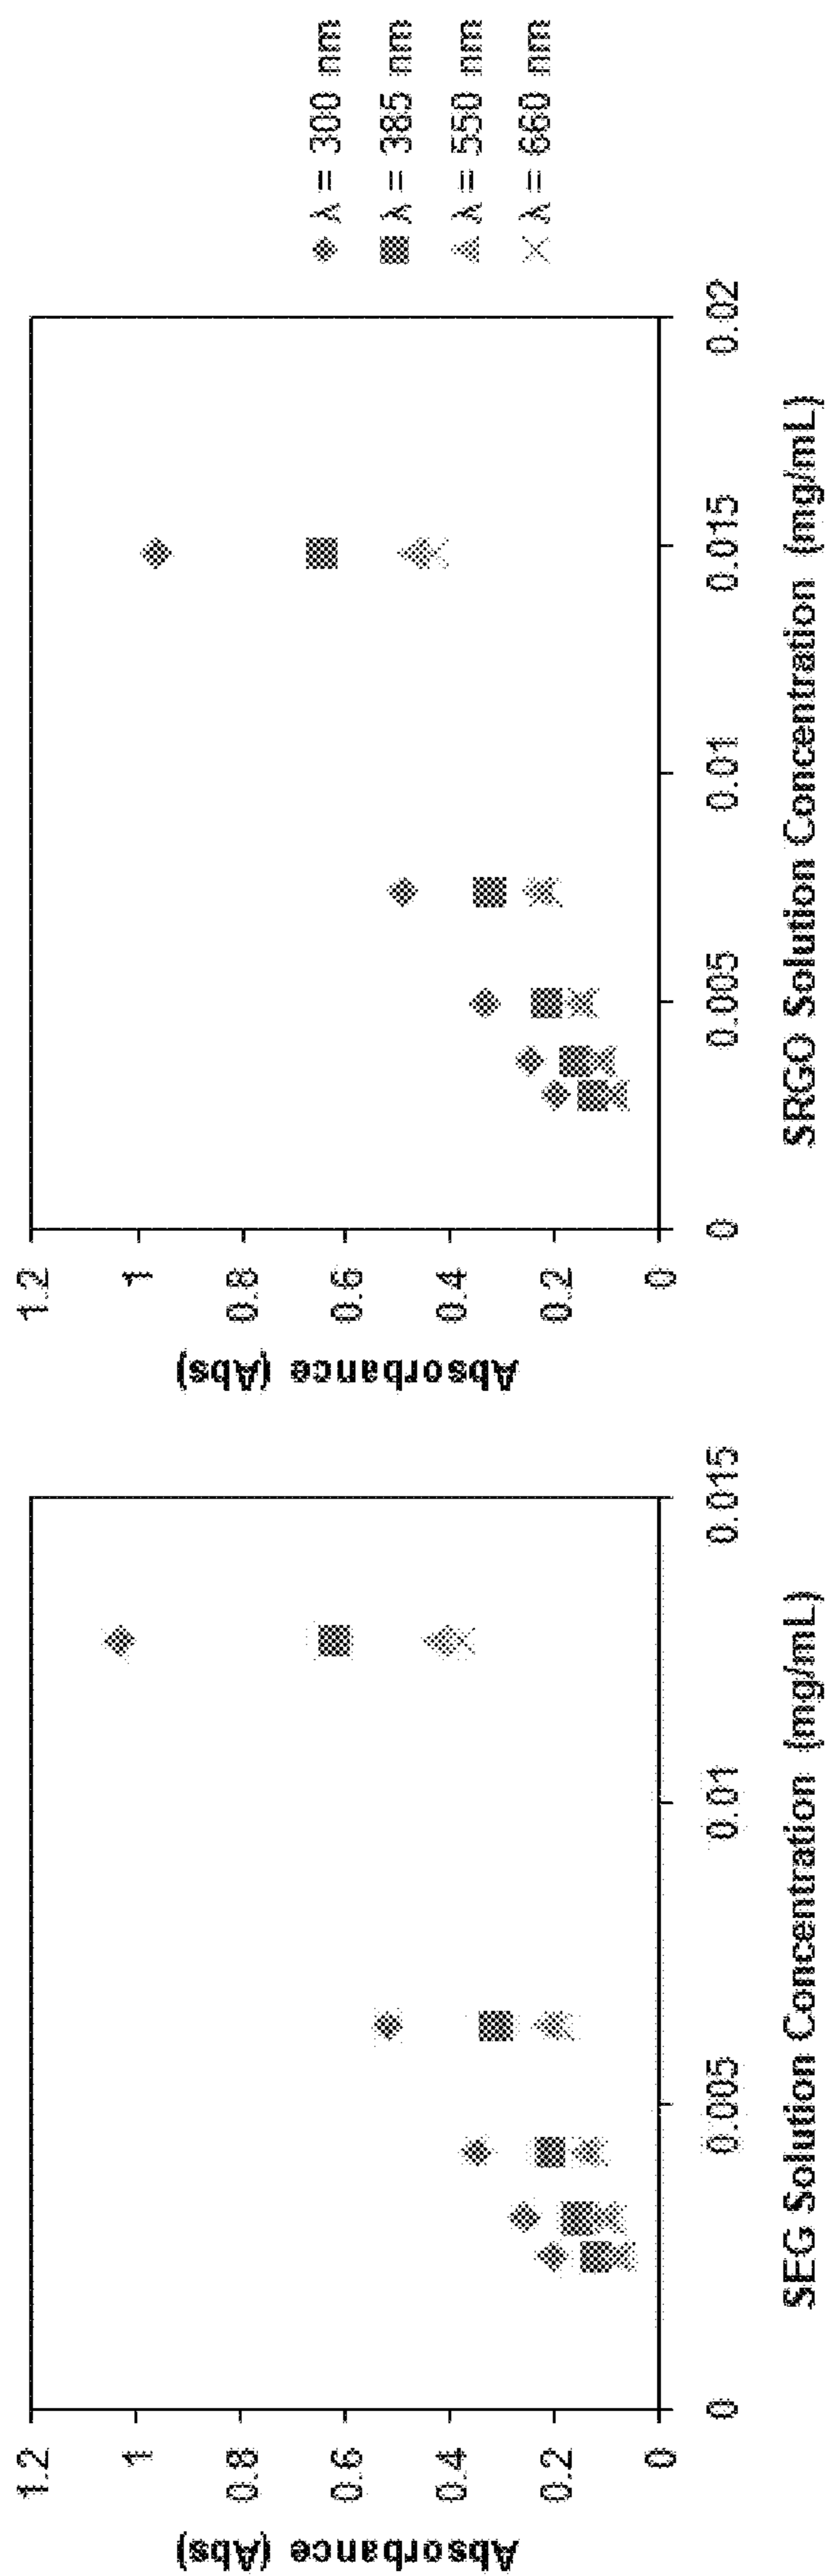 Absorbance (Abs)
1.2
1
0.8
0.6
0.4
0.2
0
0
0.005
0.01
0.015
SEG Solution Concentration (mg/mL)
Absorbance (Abs)
1.2
1
0.8
0.6
0.4
0.2
0
0
0.005
0.01
0.015
0.02
SRGO Solution Concentration (mg/mL)
λ = 300 nm
λ = 385 nm
λ = 550 nm
λ = 660 nm